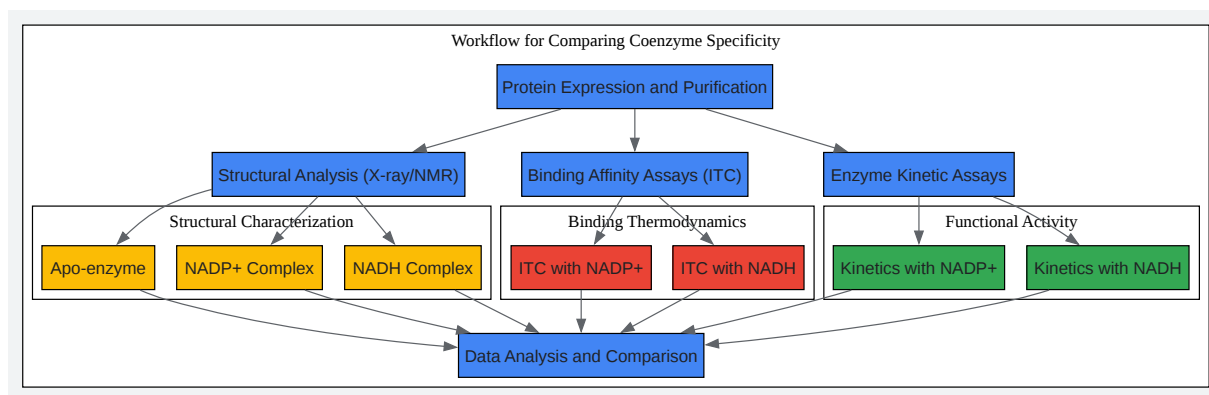 Workflow for Comparing Coenzyme Specificity
Protein Expression and Purification
Structural Analysis (X-ray/NMR)
Binding Affinity Assays (ITC)
Enzyme Kinetic Assays
Structural Characterization
Binding Thermodynamics
Functional Activity
Apo-enzyme
NADP+ Complex
NADH Complex
ITC with NADP+
ITC with NADH
Kinetics with NADP+
Kinetics with NADH
Data Analysis and Comparison